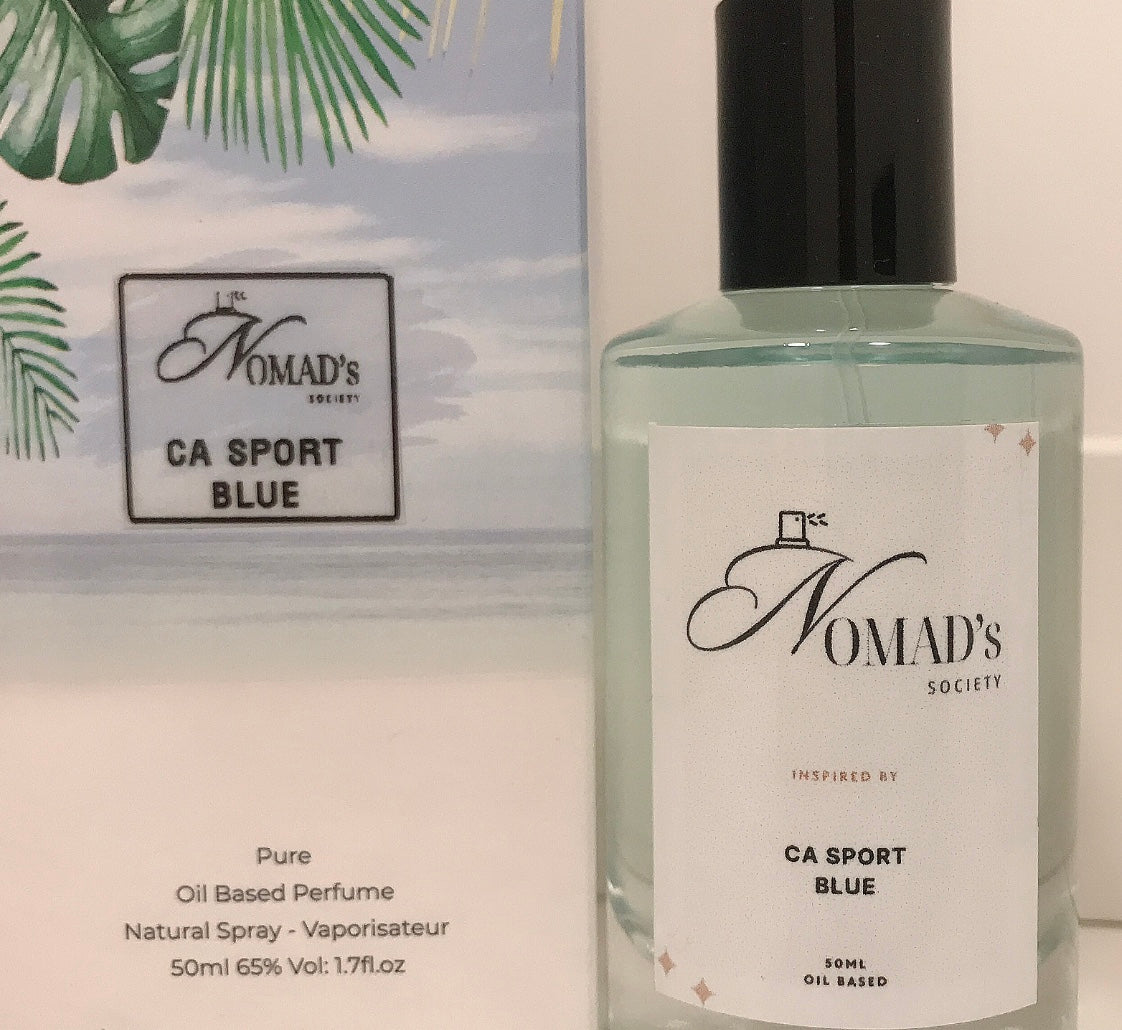 NOMAD's
SOCIETY
CA SPORT
BLUE
Pure
Oil Based Perfume
Natural Spray - Vaporisateur
50ml 65% Vol: 1.7fl.oz
NOMAD's
SOCIETY
INSPIRED BY
CA SPORT
BLUE
50ML
OIL BASED